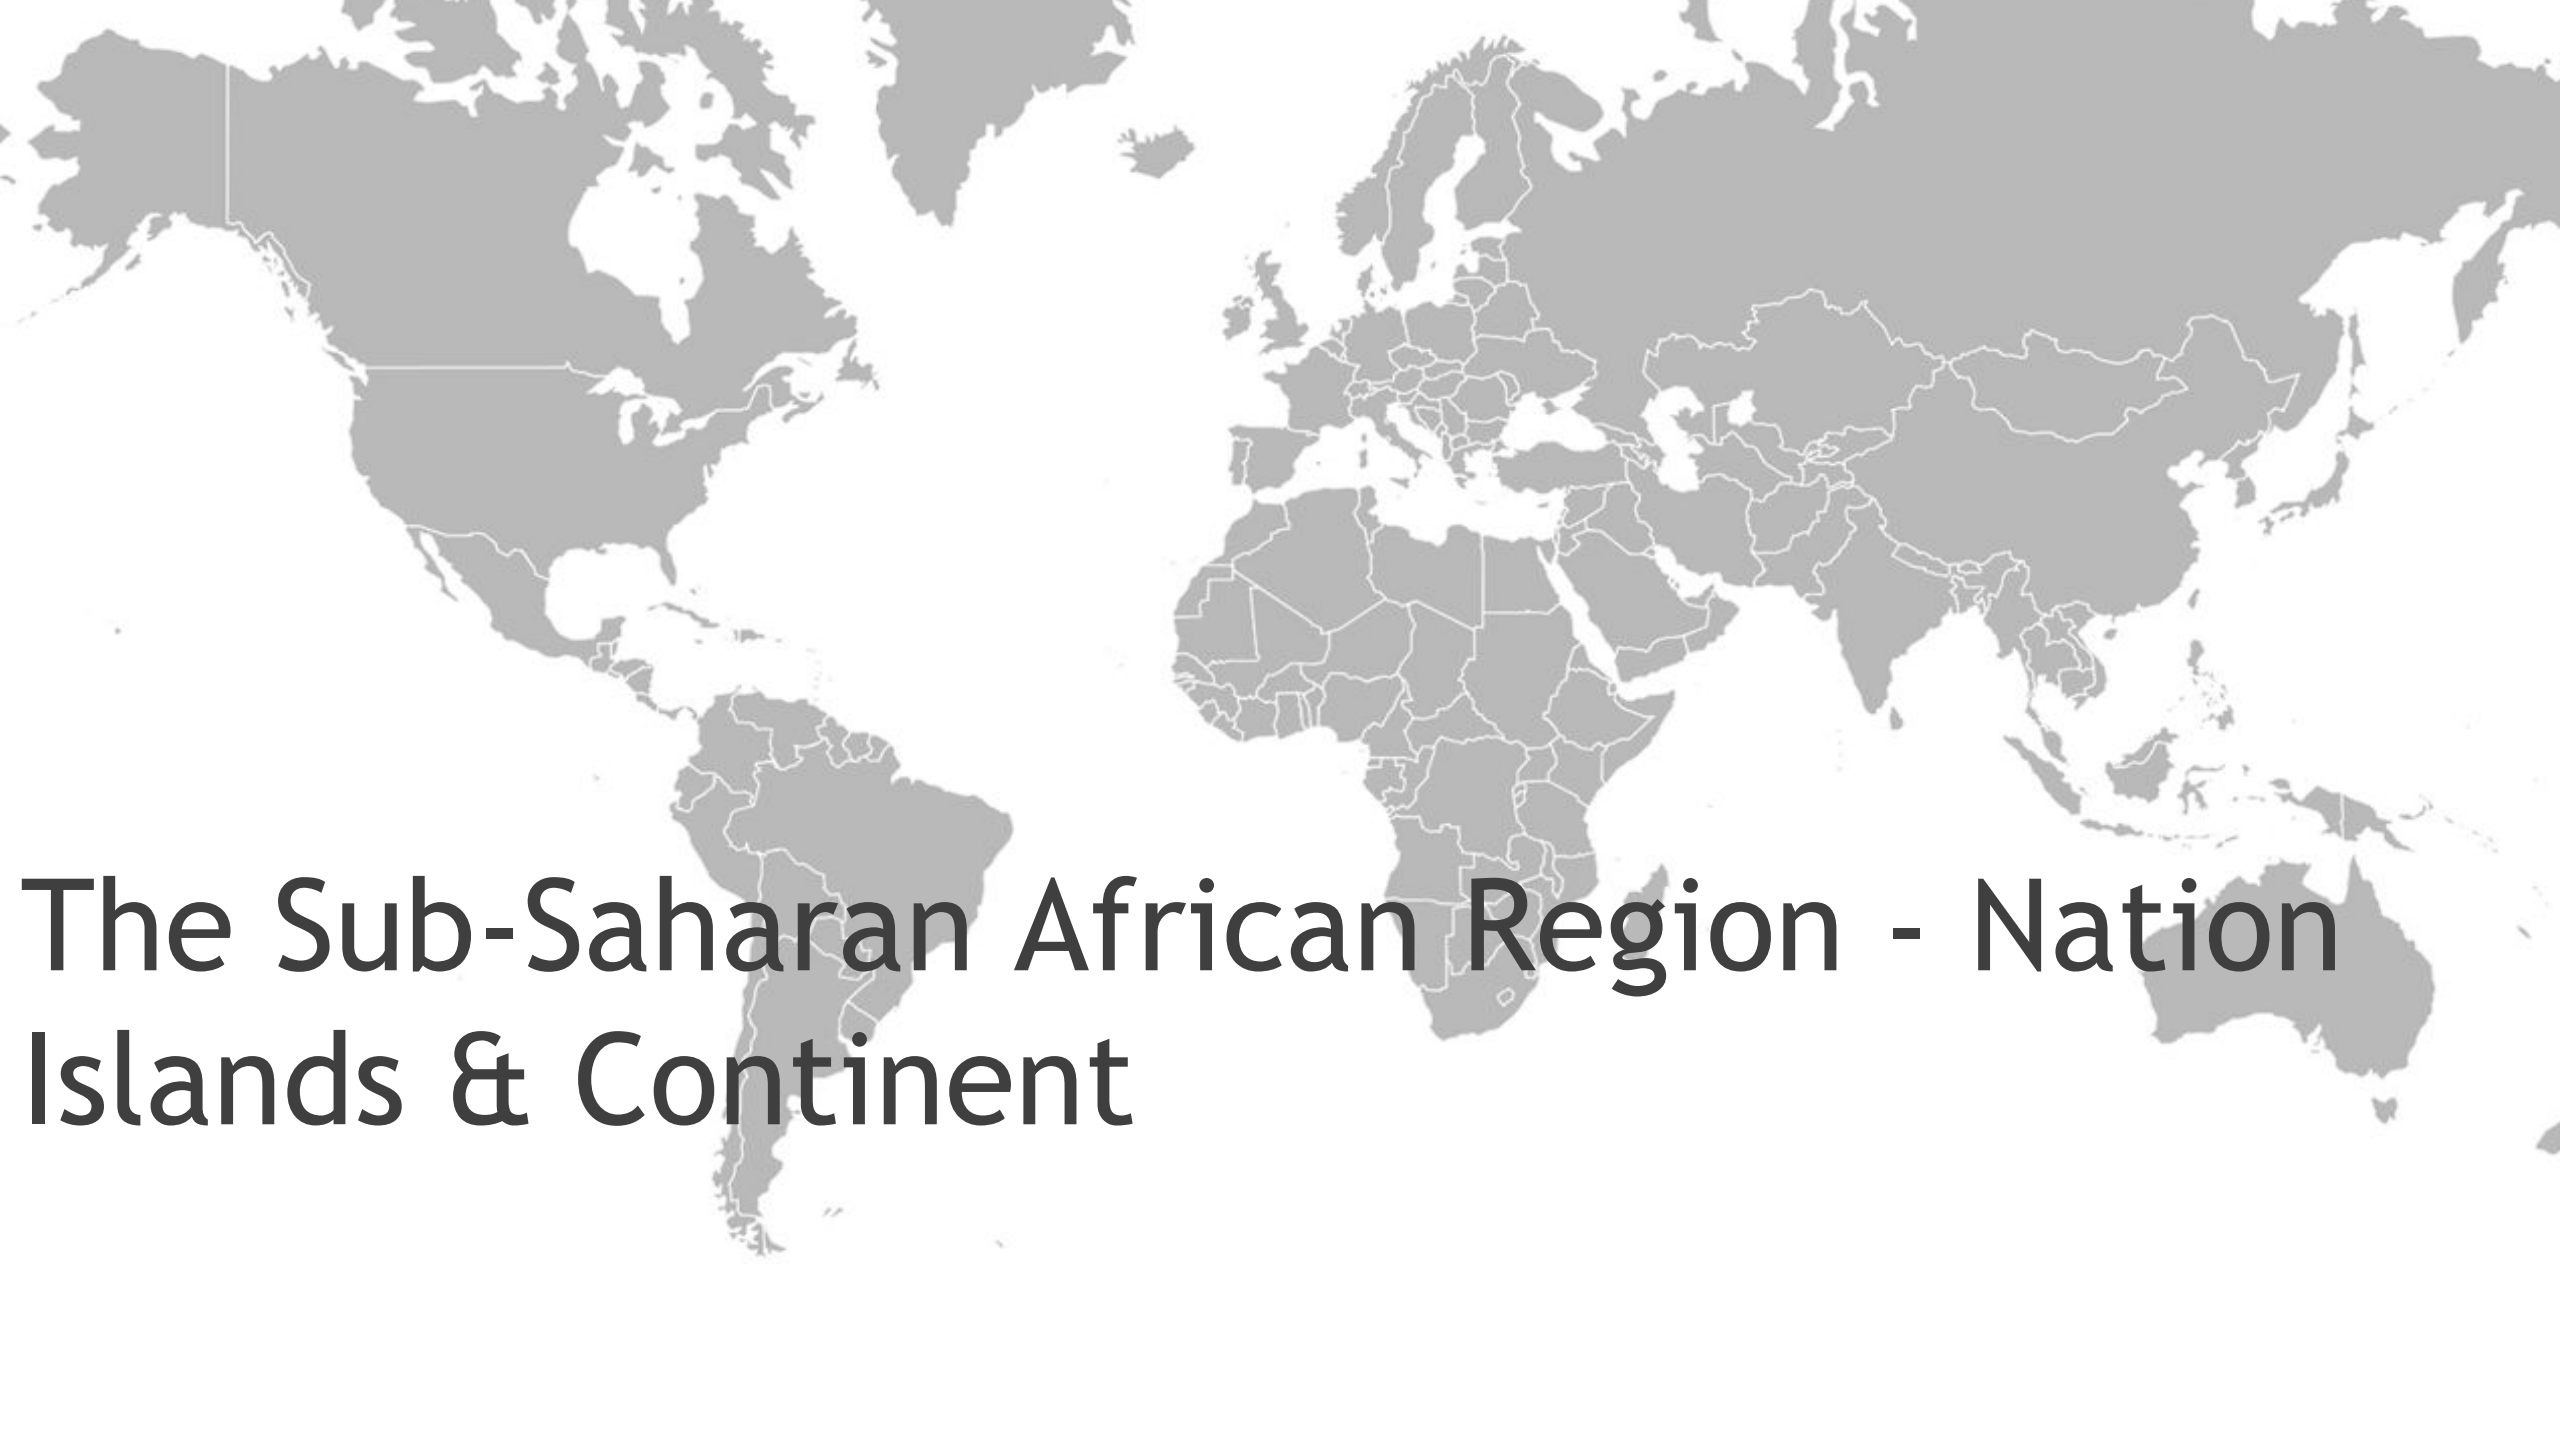 The Sub-Saharan African Region - Nation
Islands & Continent